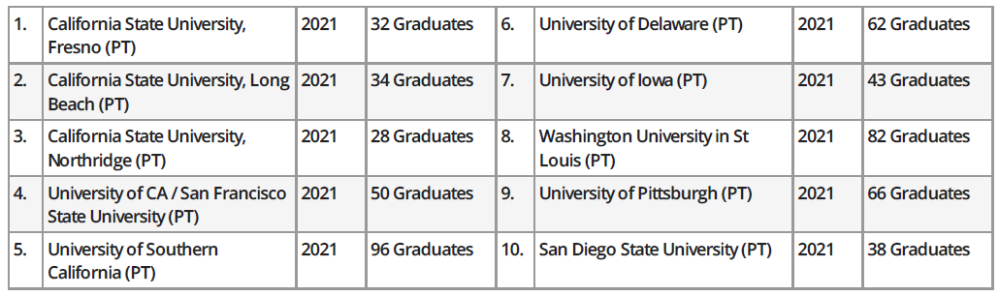 1. California State University, Fresno (PT) 2021 32 Graduates
2. California State University, Long Beach (PT) 2021 34 Graduates
3. California State University, Northridge (PT) 2021 28 Graduates
4. University of CA / San Francisco State University (PT) 2021 50 Graduates
5. University of Southern California (PT) 2021 96 Graduates
6. University of Delaware (PT) 2021 62 Graduates
7. University of Iowa (PT) 2021 43 Graduates
8. Washington University in St Louis (PT) 2021 82 Graduates
9. University of Pittsburgh (PT) 2021 66 Graduates
10. San Diego State University (PT) 2021 38 Graduates